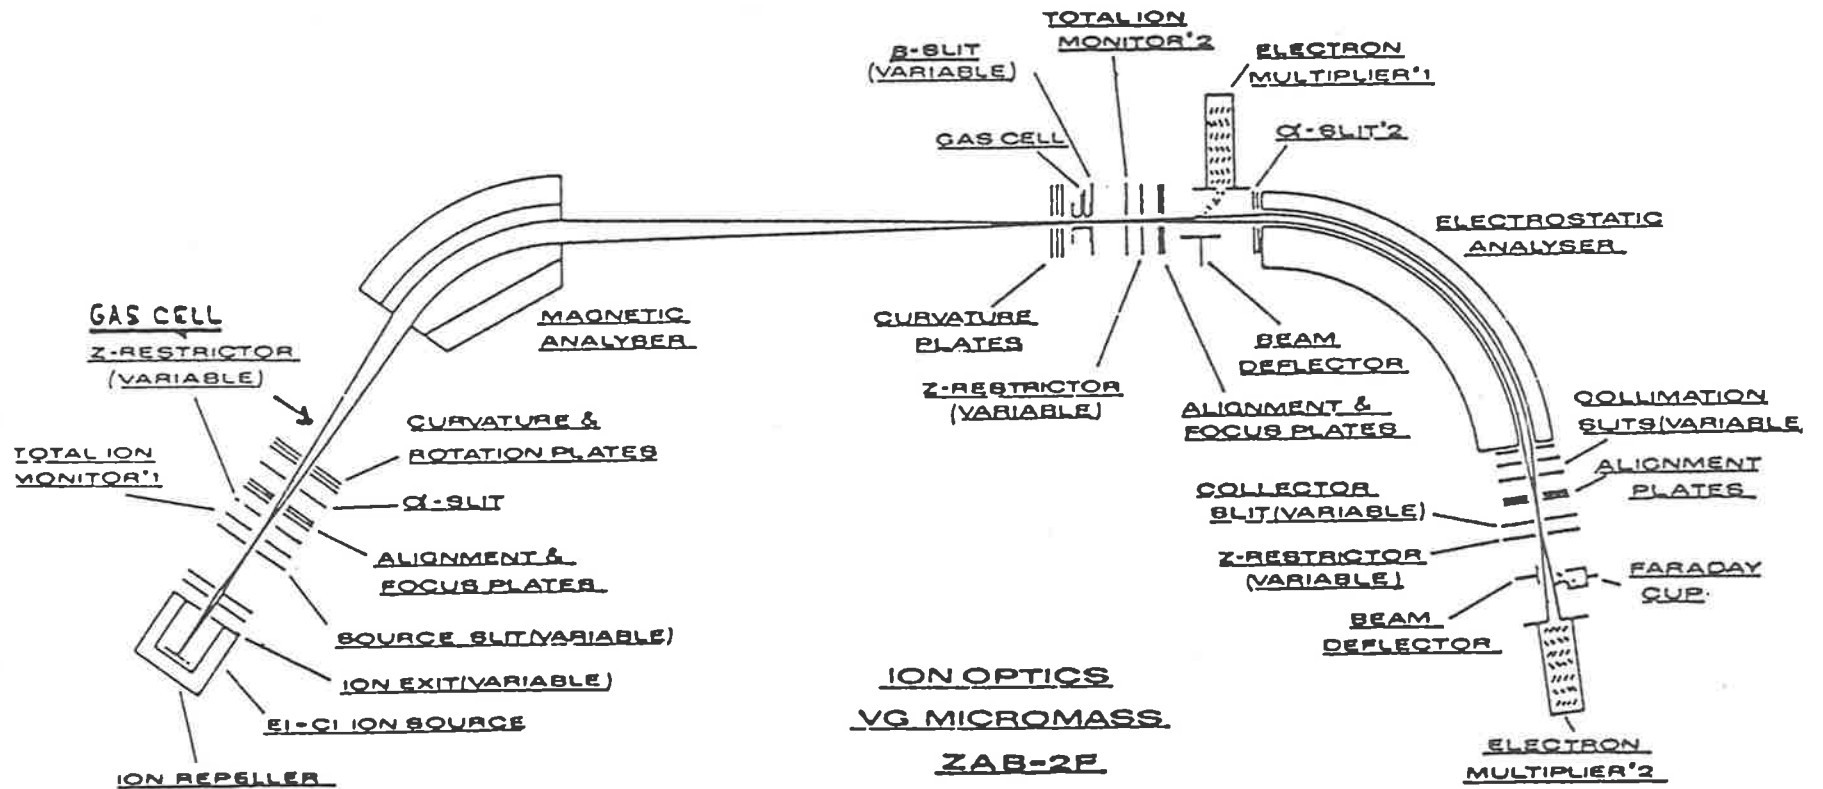 TOTAL ION
MONITOR#2
B-SLIT
(VARIABLE)
ELECTRON
MULTIPLIER#1
GAS CELL
α-SLIT#2
ELECTROSTATIC
ANALYSER
GAS CELL
Z-RESTRICTOR
(VARIABLE)
MAGNETIC
ANALYSER
CURVATURE
PLATES
BEAM
DEFLECTOR
Z-RESTRICTOR
(VARIABLE)
ALIGNMENT &
FOCUS PLATES
COLLIMATION
SLITS(VARIABLE
CURVATURE &
ROTATION PLATES
TOTAL ION
MONITOR#1
α-SLIT
ALIGNMENT
PLATES
COLLECTOR
SLIT(VARIABLE)
ALIGNMENT &
FOCUS PLATES
Z-RESTRICTOR
(VARIABLE)
FARADAY
CUP.
BEAM
DEFLECTOR
SOURCE SLIT(VARIABLE)
ION EXIT(VARIABLE)
EI-CI ION SOURCE
ION REPELLER
ION OPTICS
VG MICROMASS
ZAB-2F
ELECTRON
MULTIPLIER#2